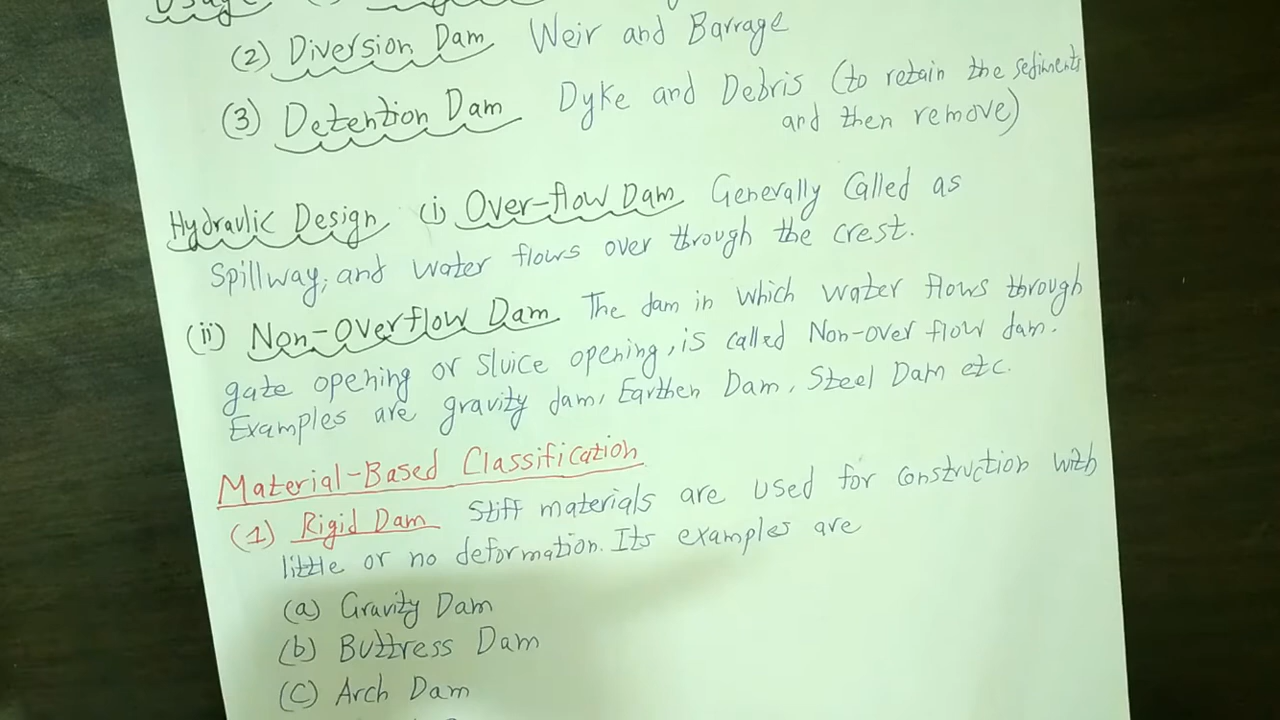 Usage
(2) Diversion Dam Weir and Barrage
(3) Detention Dam Dyke and Debris (to retain the sediments
and then remove)
Hydraulic Design (i) Over-flow Dam Generally Called as
Spillway, and water flows over through the crest.
(ii) Non-Overflow Dam The dam in which water flows through
gate opening or sluice opening, is called Non-over flow dam.
Examples are gravity dam, Earthen Dam, Steel Dam etc.
Material-Based Classification
(1) Rigid Dam Stiff materials are used for construction with
little or no deformation. Its examples are
(a) Gravity Dam
(b) Buttress Dam
(C) Arch Dam